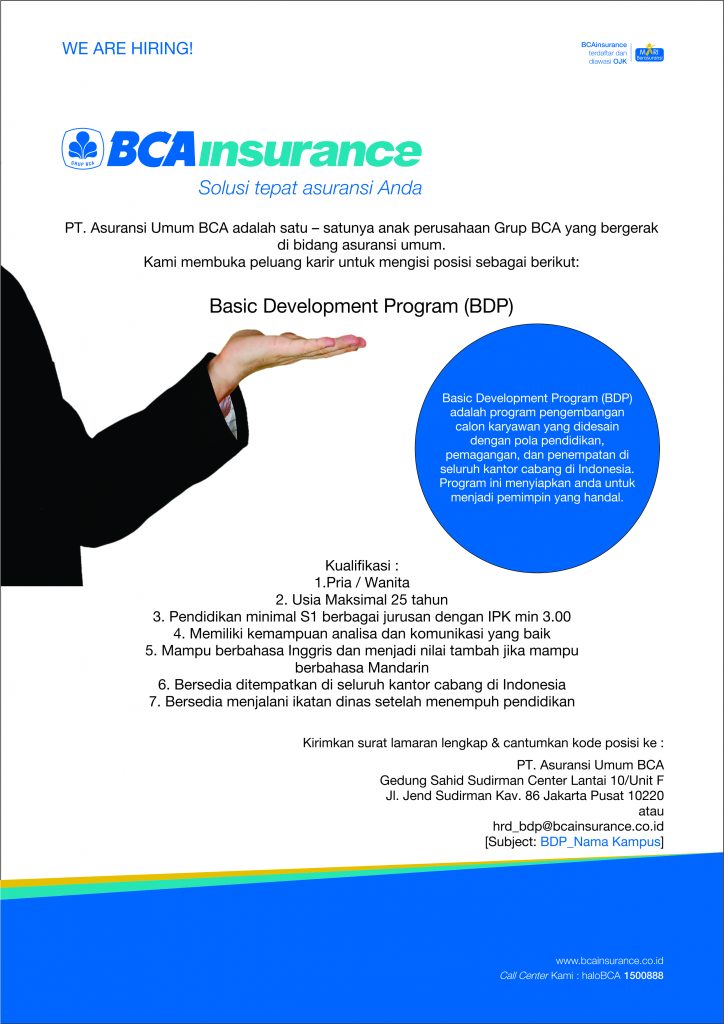 WE ARE HIRING!
BCAinsurance
terdaftar dan
diawasi OJK
MARI
Berasuransi
GRUP BCA
BCAinsurance
Solusi tepat asuransi Anda
PT. Asuransi Umum BCA adalah satu – satunya anak perusahaan Grup BCA yang bergerak
di bidang asuransi umum.
Kami membuka peluang karir untuk mengisi posisi sebagai berikut:
Basic Development Program (BDP)
Basic Development Program (BDP)
adalah program pengembangan
calon karyawan yang didesain
dengan pola pendidikan,
pemagangan, dan penempatan di
seluruh kantor cabang di Indonesia.
Program ini menyiapkan anda untuk
menjadi pemimpin yang handal.
Kualifikasi :
1.Pria / Wanita
2. Usia Maksimal 25 tahun
3. Pendidikan minimal S1 berbagai jurusan dengan IPK min 3.00
4. Memiliki kemampuan analisa dan komunikasi yang baik
5. Mampu berbahasa Inggris dan menjadi nilai tambah jika mampu
berbahasa Mandarin
6. Bersedia ditempatkan di seluruh kantor cabang di Indonesia
7. Bersedia menjalani ikatan dinas setelah menempuh pendidikan
Kirimkan surat lamaran lengkap & cantumkan kode posisi ke :
PT. Asuransi Umum BCA
Gedung Sahid Sudirman Center Lantai 10/Unit F
Jl. Jend Sudirman Kav. 86 Jakarta Pusat 10220
atau
hrd_bdp@bcainsurance.co.id
[Subject: BDP_Nama Kampus]
www.bcainsurance.co.id
Call Center Kami : haloBCA 1500888